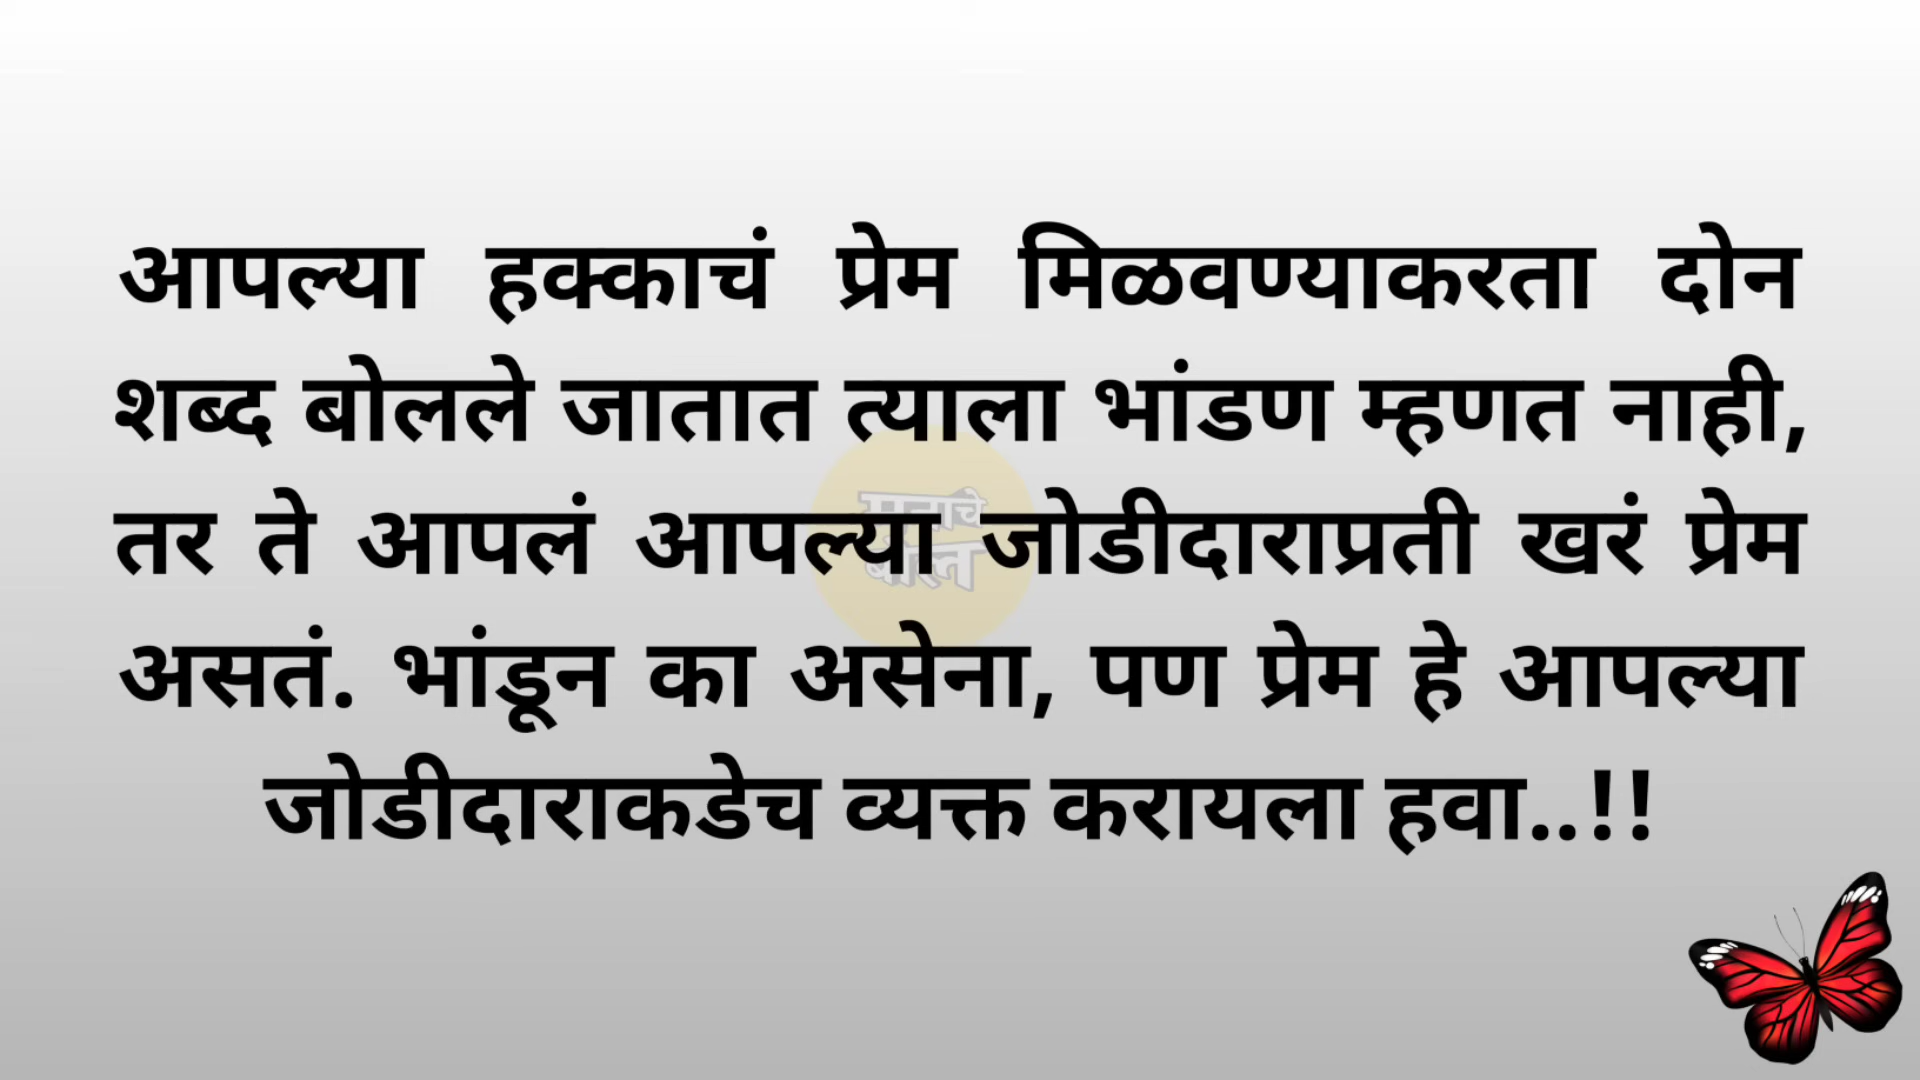 आपल्या हक्काचं प्रेम मिळवण्याकरता दोन
शब्द बोलले जातात त्याला भांडण म्हणत नाही,
तर ते आपलं आपल्या जोडीदाराप्रती खरं प्रेम
असतं. भांडून का असेना, पण प्रेम हे आपल्या
जोडीदाराकडेच व्यक्त करायला हवा..!!